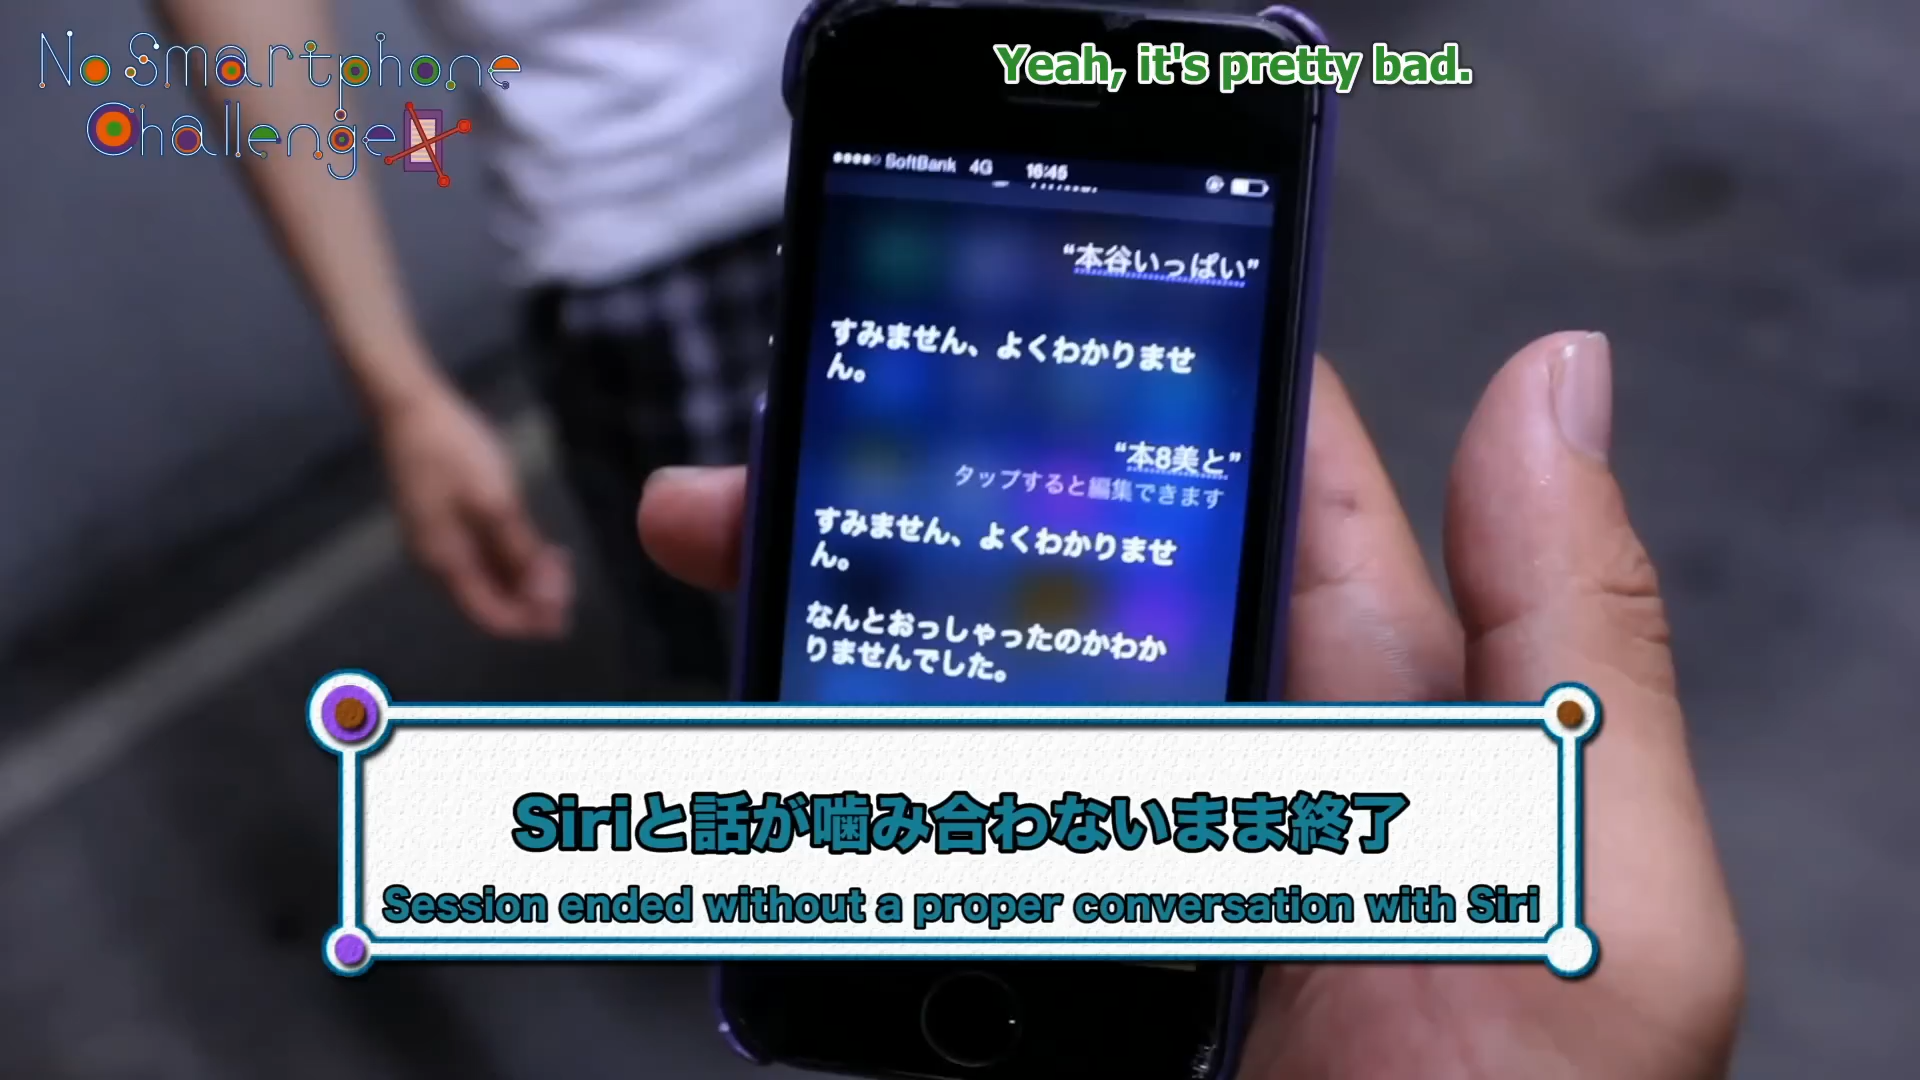 No Smartphone
Challenge
Yeah, it's pretty bad.
SoftBank 4G 16:45
“本谷いっぱい”
すみません、よくわかりませ
ん。
“本8美と”
タップすると編集できます
すみません、よくわかりませ
ん。
なんとおっしゃったのかわか
りませんでした。
Siriと話が噛み合わないまま終了
Session ended without a proper conversation with Siri